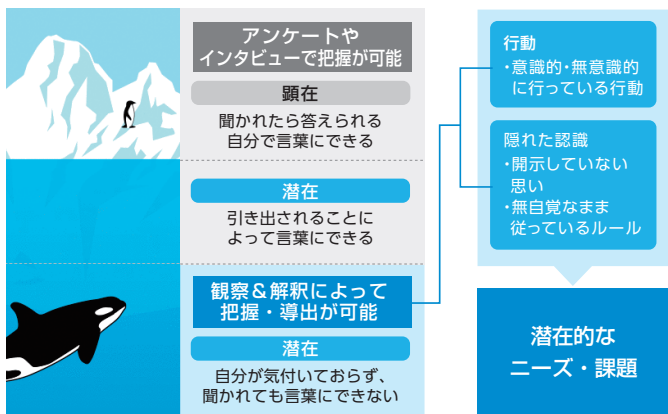 アンケートや
インタビューで把握が可能
顕在
聞かれたら答えられる
自分で言葉にできる
潜在
引き出されることに
よって言葉にできる
観察&解釈によって
把握・導出が可能
潜在
自分が気付いておらず、
聞かれても言葉にできない
行動
・意識的・無意識的
に行っている行動
隠れた認識
・開示していない
思い
・無自覚なまま
従っているルール
潜在的な
ニーズ・課題